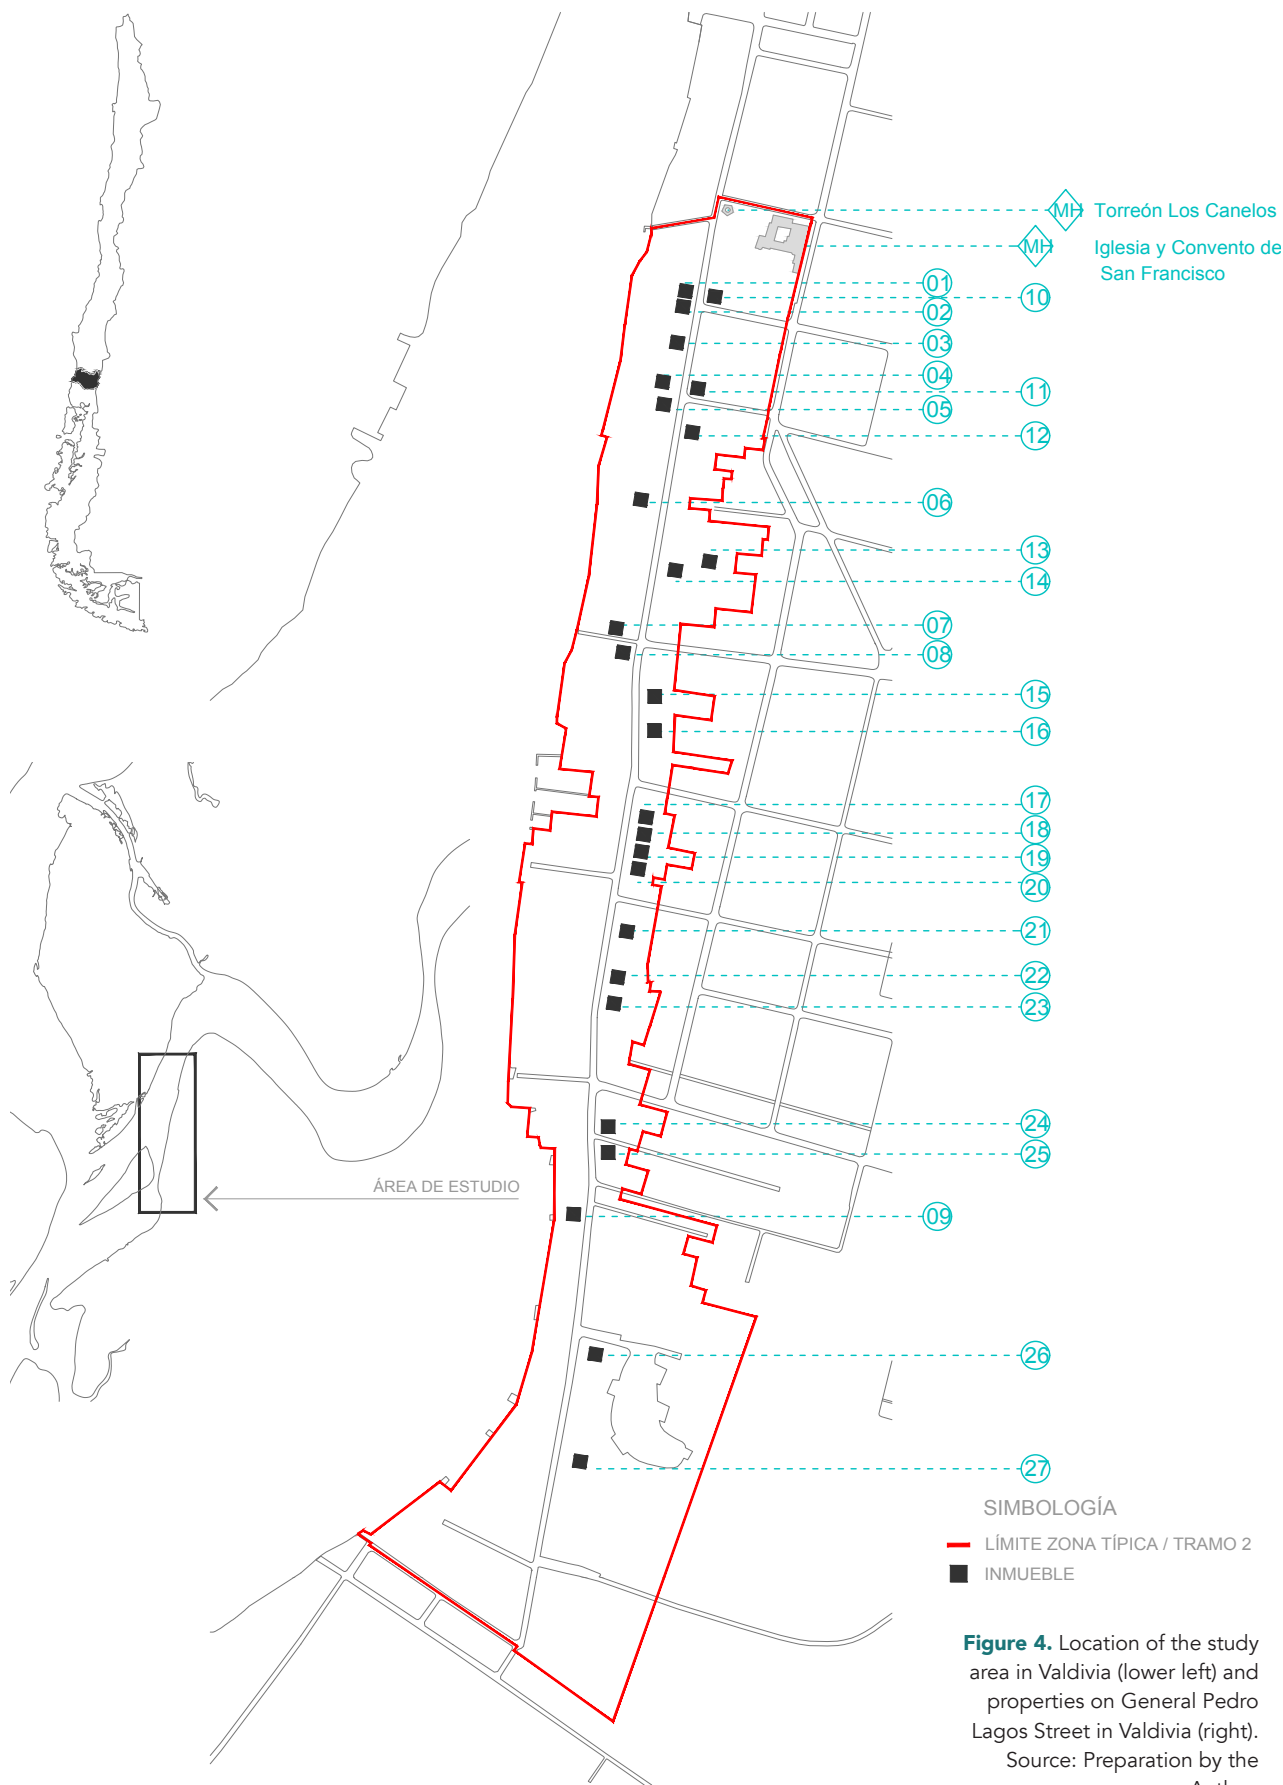 MH Torreón Los Canelos
MH Iglesia y Convento de
San Francisco
01
10
02
03
04
11
05
12
06
13
14
07
08
15
16
17
18
19
20
21
22
23
24
25
ÁREA DE ESTUDIO
09
26
27
SIMBOLOGÍA
LÍMITE ZONA TÍPICA / TRAMO 2
INMUEBLE
Figure 4. Location of the study
area in Valdivia (lower left) and
properties on General Pedro
Lagos Street in Valdivia (right).
Source: Preparation by the